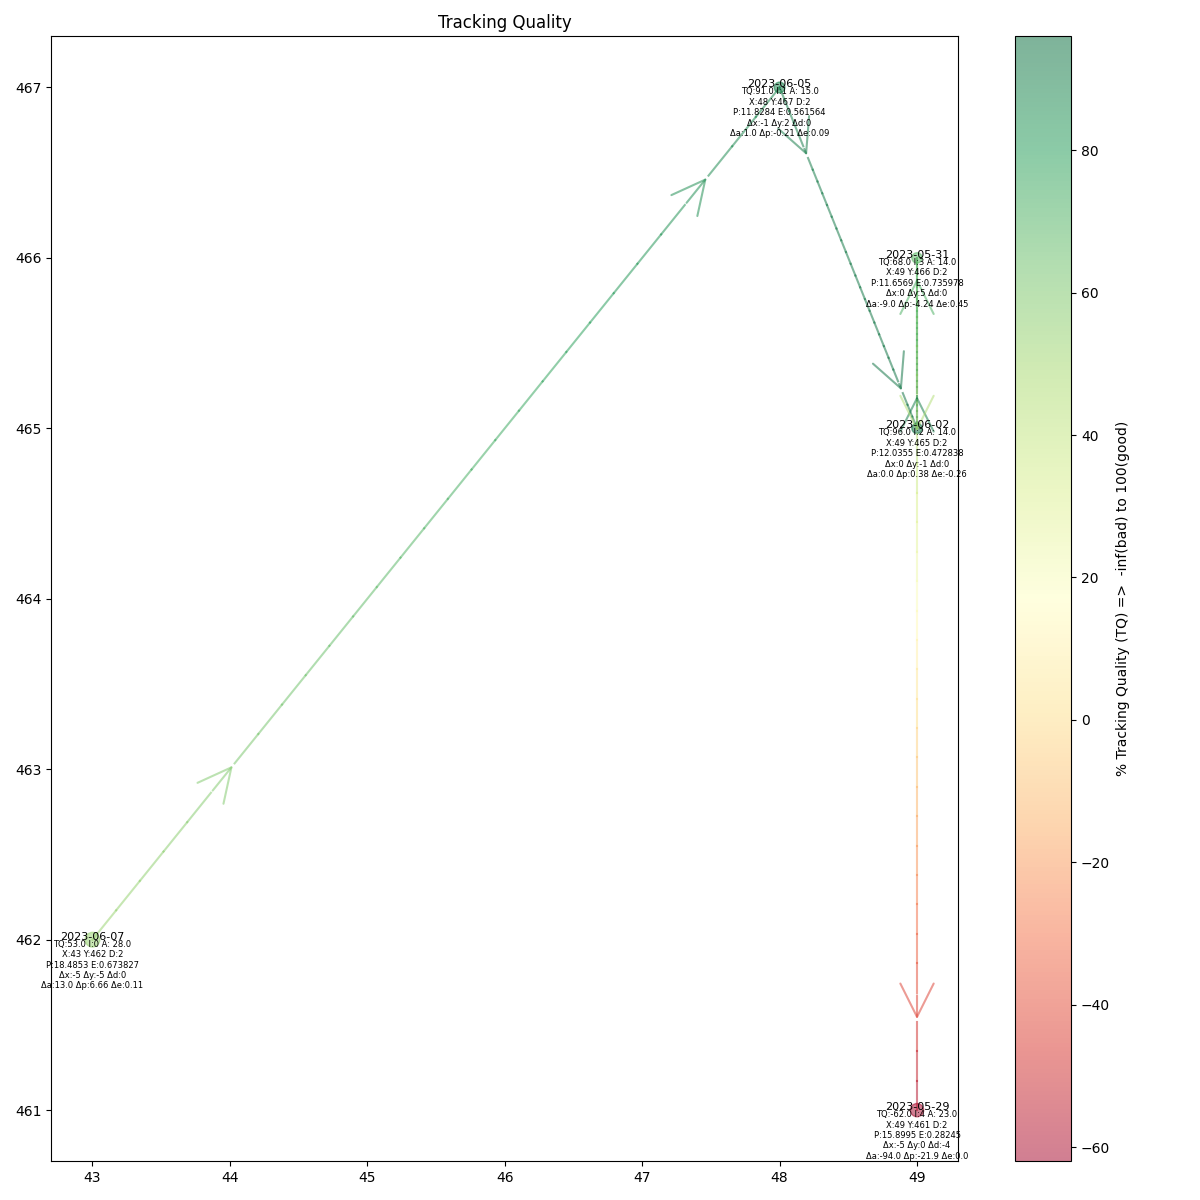 Tracking Quality
467
466
465
464
463
462
461
43
44
45
46
47
48
49
2023-06-05
TQ:91.0 I:1 A: 15.0
X:48 Y:467 D:2
P:11.8284 E:0.561564
Δx:-1 Δy:2 Δd:0
Δa:1.0 Δp:-0.21 Δe:0.09
2023-05-31
TQ:68.0 I:3 A: 14.0
X:49 Y:466 D:2
P:11.6569 E:0.735978
Δx:0 Δy:5 Δd:0
Δa:-9.0 Δp:-4.24 Δe:0.45
2023-06-02
TQ:96.0 I:2 A: 14.0
X:49 Y:465 D:2
P:12.0355 E:0.472838
Δx:0 Δy:-1 Δd:0
Δa:0.0 Δp:0.38 Δe:-0.26
2023-06-07
TQ:53.0 I:0 A: 28.0
X:43 Y:462 D:2
P:18.4853 E:0.673827
Δx:-5 Δy:-5 Δd:0
Δa:13.0 Δp:6.66 Δe:0.11
2023-05-29
TQ:-62.0 I:4 A: 23.0
X:49 Y:461 D:2
P:15.8995 E:0.28245
Δx:-5 Δy:0 Δd:-4
Δa:-94.0 Δp:-21.9 Δe:0.0
80
60
40
20
0
−20
−40
−60
% Tracking Quality (TQ) => -inf(bad) to 100(good)